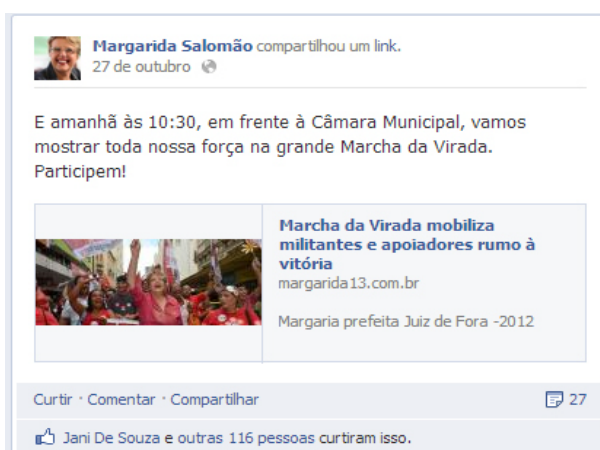 Margarida Salomão compartilhou um link.
27 de outubro
E amanhã às 10:30, em frente à Câmara Municipal, vamos
mostrar toda nossa força na grande Marcha da Virada.
Participem!
Marcha da Virada mobiliza
militantes e apoiadores rumo à
vitória
margarida13.com.br
Margaria prefeita Juiz de Fora -2012
Curtir · Comentar · Compartilhar 27
Jani De Souza e outras 116 pessoas curtiram isso.